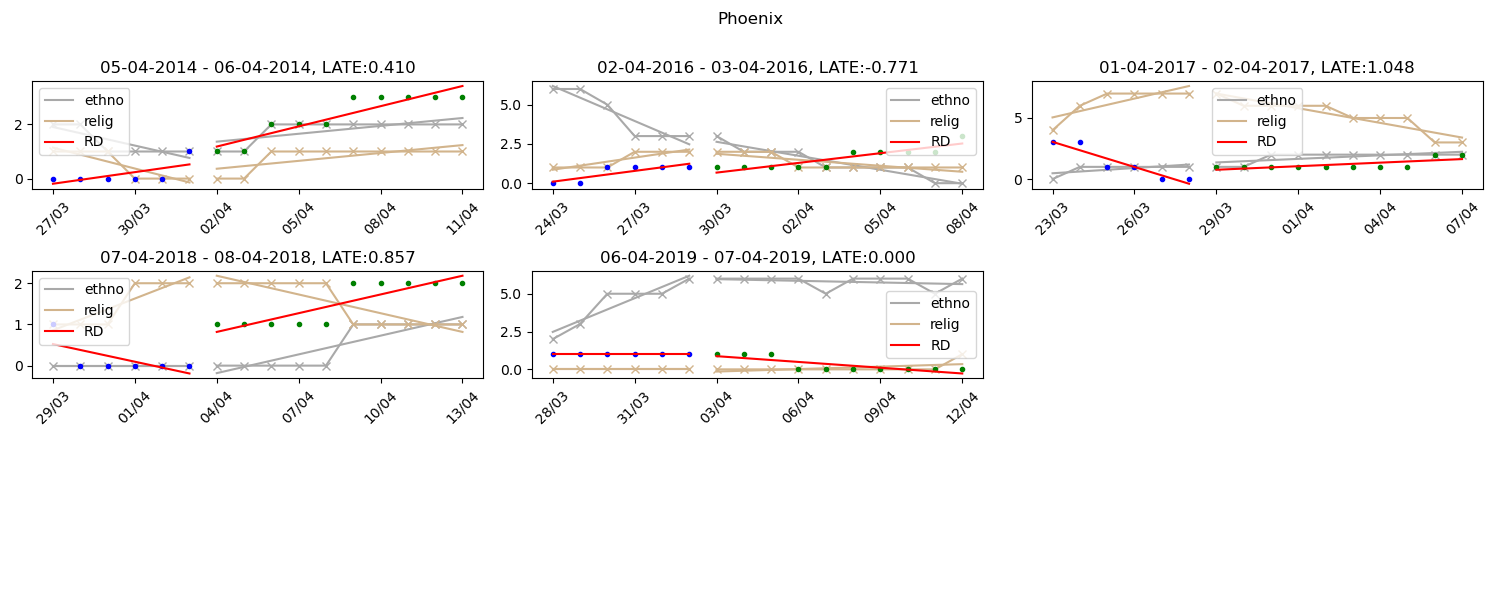 Phoenix
05-04-2014 - 06-04-2014, LATE:0.410
2
0
ethno
relig
RD
27/03 30/03 02/04 05/04 08/04 11/04
02-04-2016 - 03-04-2016, LATE:-0.771
5.0
2.5
0.0
ethno
relig
RD
24/03 27/03 30/03 02/04 05/04 08/04
01-04-2017 - 02-04-2017, LATE:1.048
5
0
ethno
relig
RD
23/03 26/03 29/03 01/04 04/04 07/04
07-04-2018 - 08-04-2018, LATE:0.857
2
1
0
ethno
relig
RD
29/03 01/04 04/04 07/04 10/04 13/04
06-04-2019 - 07-04-2019, LATE:0.000
5.0
2.5
0.0
ethno
relig
RD
28/03 31/03 03/04 06/04 09/04 12/04